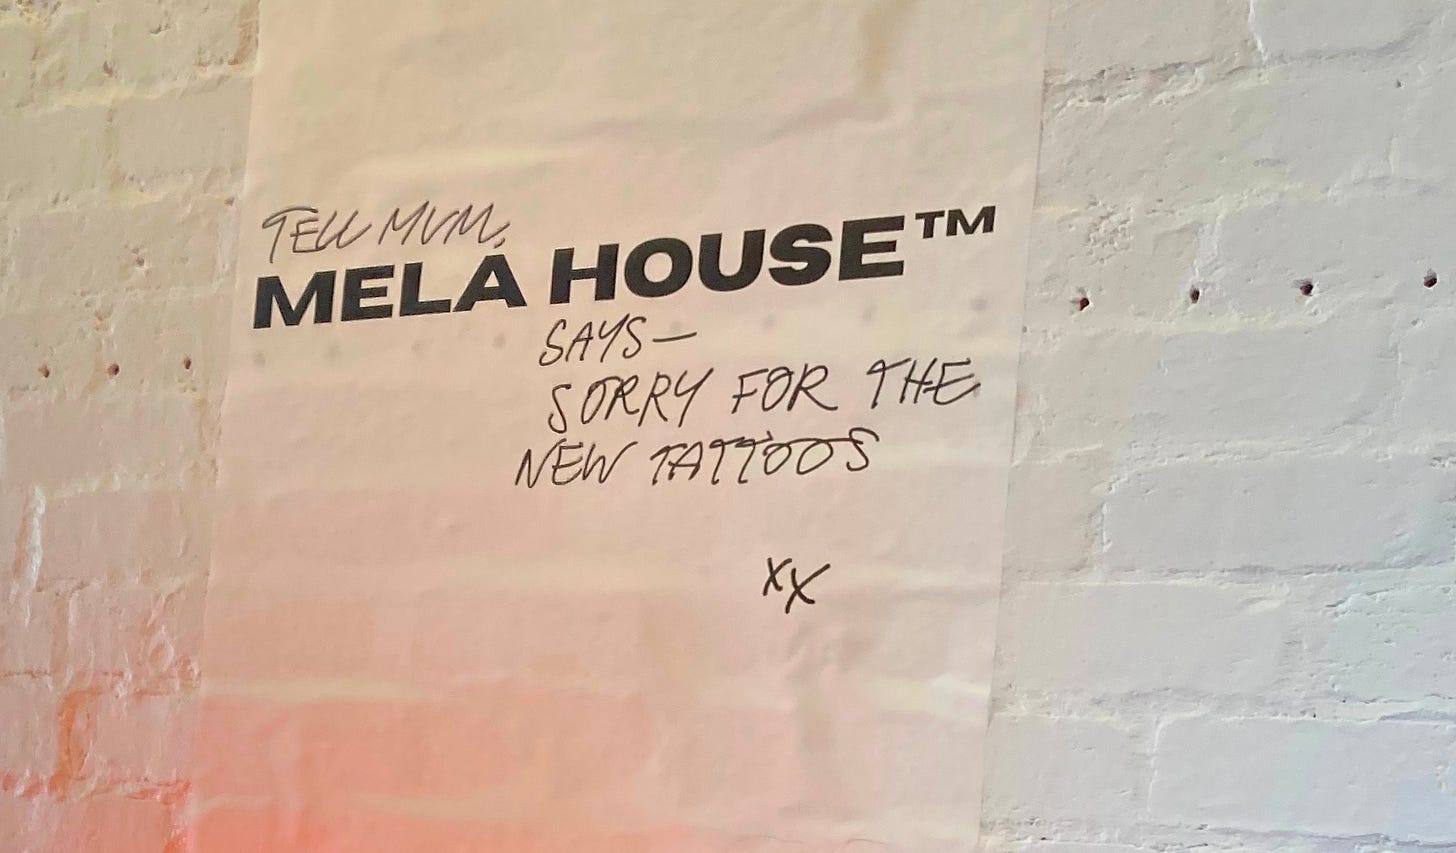 TELL MUM,
MELA HOUSE™
SAYS—
SORRY FOR THE
NEW TATTOOS
xx